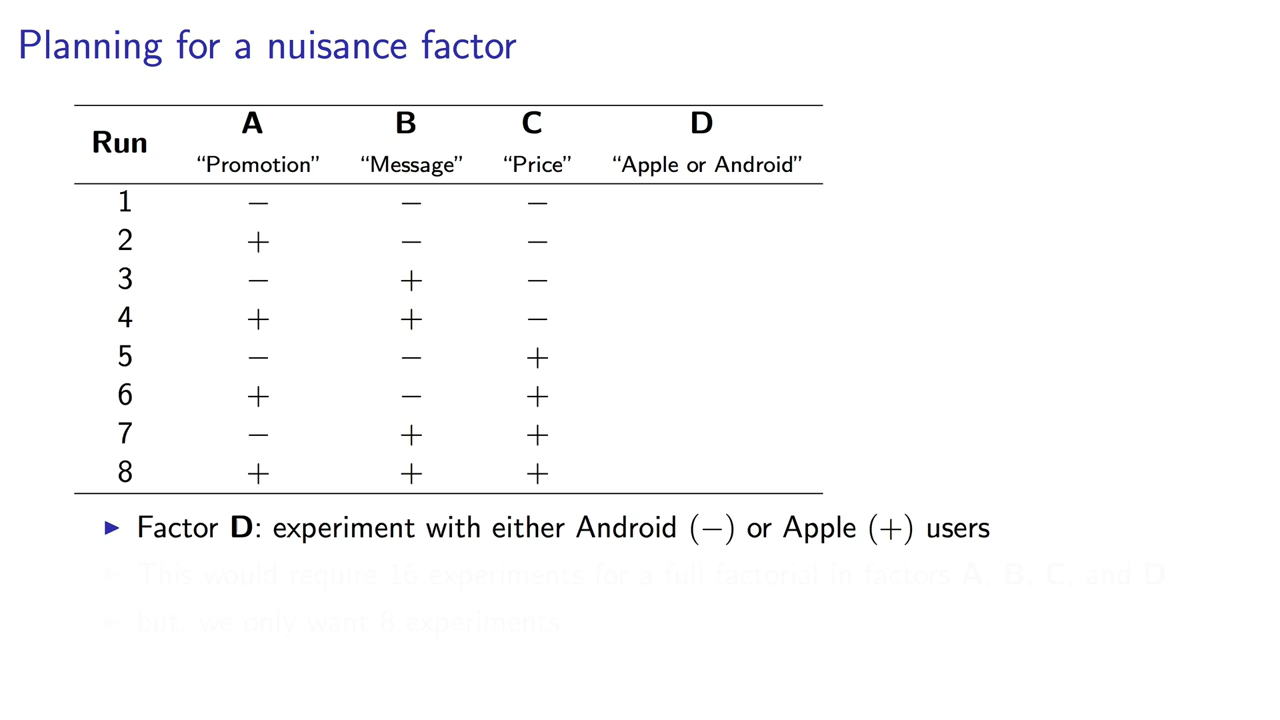 Planning for a nuisance factor
Run A B C D
“Promotion” “Message” “Price” “Apple or Android”
1 − − −
2 + − −
3 − + −
4 + + −
5 − − +
6 + − +
7 − + +
8 + + +
▶ Factor D: experiment with either Android (−) or Apple (+) users
▶ This would require 16 experiments for a full factorial in factors A, B, C, and D
▶ but, we only want 8 experiments